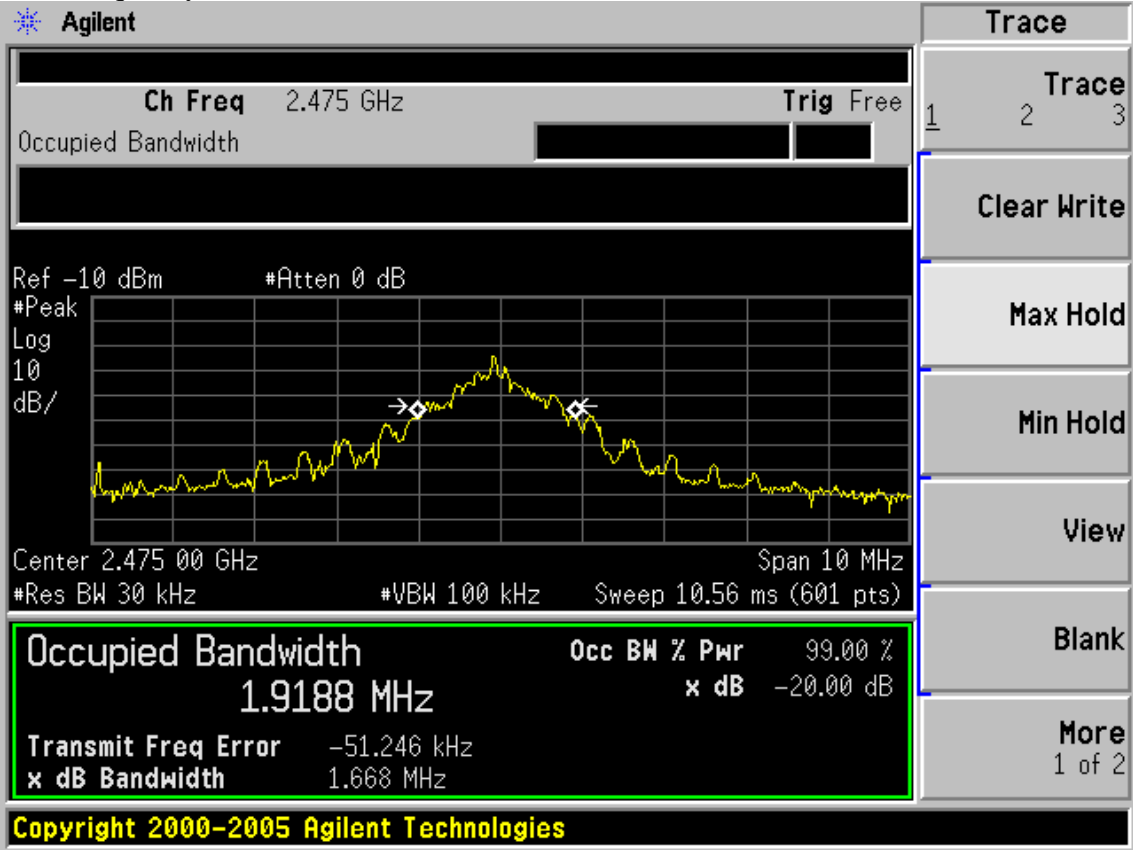 Agilent
Trace
Ch Freq 2.475 GHz Trig Free
Occupied Bandwidth
Trace
1 2 3
Clear Write
Ref –10 dBm #Atten 0 dB
#Peak
Log
10
dB/
Max Hold
Min Hold
View
Center 2.475 00 GHz Span 10 MHz
#Res BW 30 kHz #VBW 100 kHz Sweep 10.56 ms (601 pts)
Occupied Bandwidth Occ BW % Pwr 99.00 %
1.9188 MHz x dB –20.00 dB
Transmit Freq Error –51.246 kHz
x dB Bandwidth 1.668 MHz
Blank
More
1 of 2
Copyright 2000–2005 Agilent Technologies